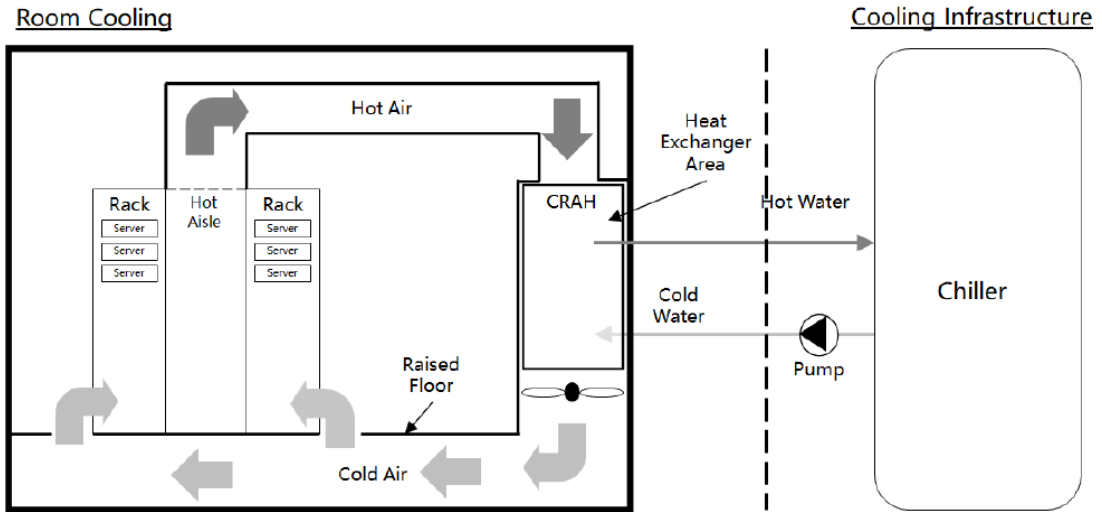 Room Cooling
Cooling Infrastructure
Hot Air
Heat
Exchanger
Area
Rack
Hot
Aisle
Rack
CRAH
Hot Water
Server
Server
Server
Server
Server
Server
Cold
Water
Chiller
Pump
Raised
Floor
Cold Air